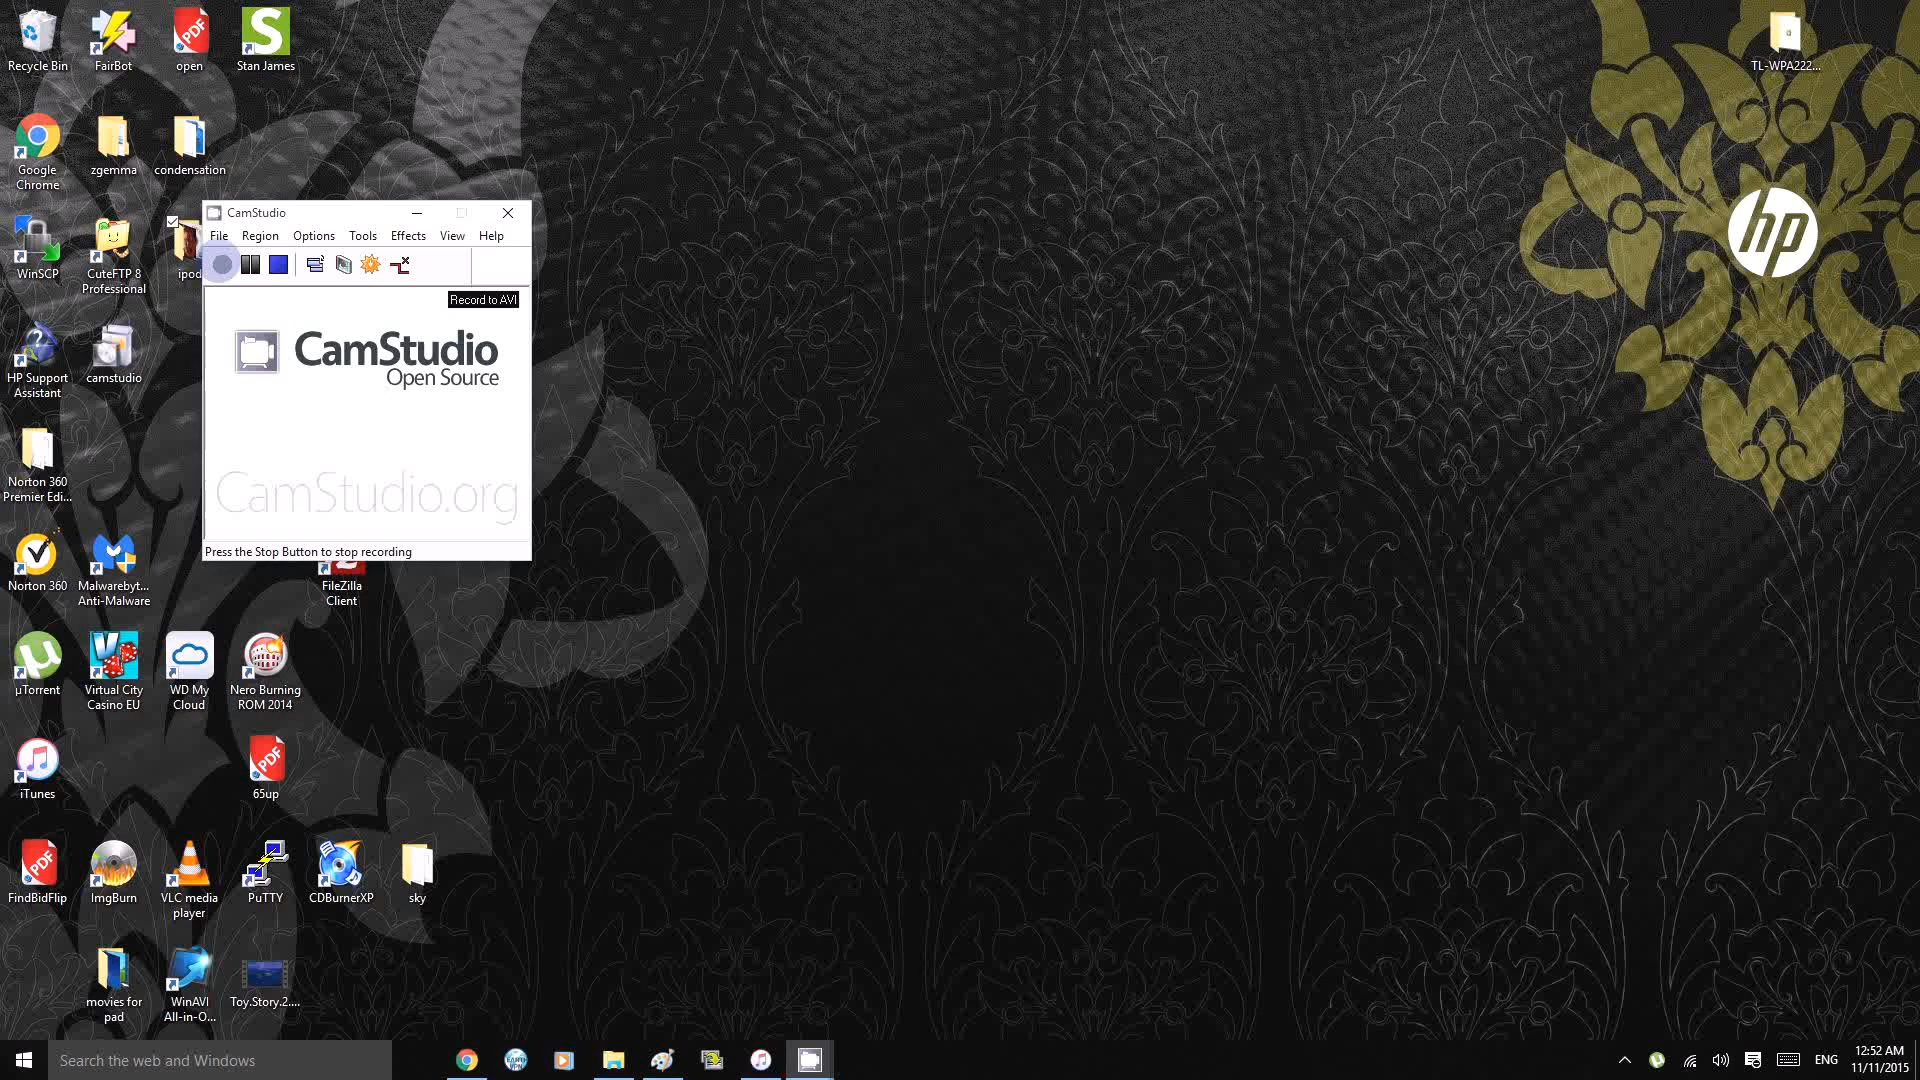 Recycle Bin
FairBot
open
Stan James
TL-WPA222...
Google
Chrome
zgemma
condensation
WinSCP
CuteFTP 8
Professional
ipod
HP Support
Assistant
camstudio
Norton 360
Premier Edi...
Norton 360
Malwarebyt...
Anti-Malware
FileZilla
Client
µTorrent
Virtual City
Casino EU
WD My
Cloud
Nero Burning
ROM 2014
iTunes
65up
FindBidFlip
ImgBurn
VLC media
player
PuTTY
CDBurnerXP
sky
movies for
pad
WinAVI
All-in-O...
Toy.Story.2....
CamStudio
File Region Options Tools Effects View Help
Record to AVI
CamStudio
Open Source
CamStudio.org
Press the Stop Button to stop recording
hp
PDF
S
PDF
PDF
Search the web and Windows
ENG
12:52 AM
11/11/2015